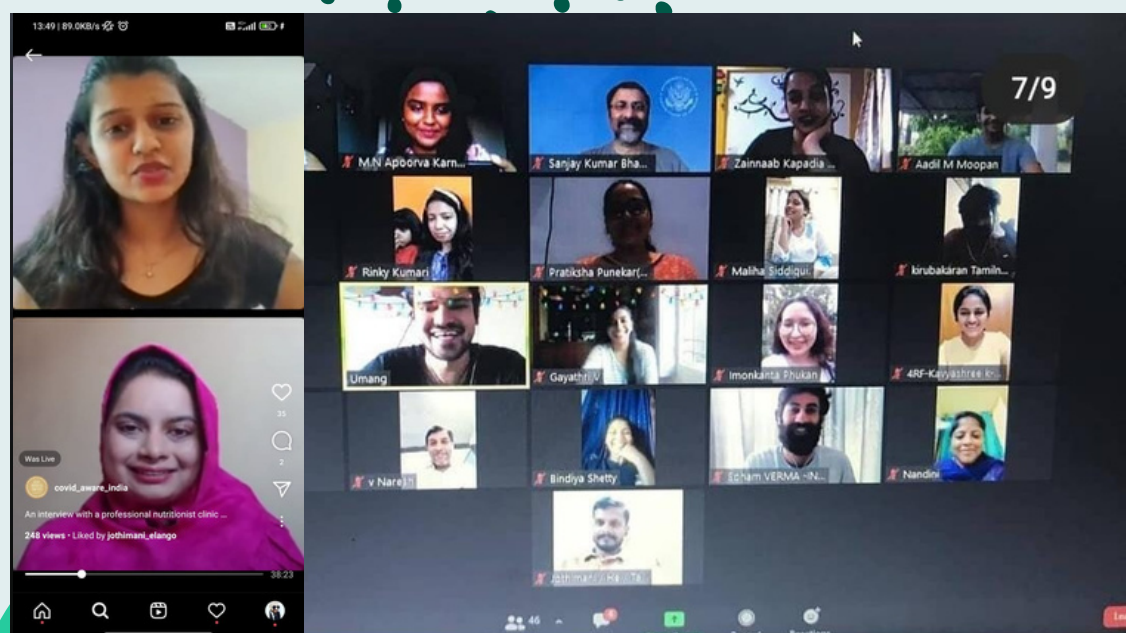 13:49 | 89.0KB/s
Was Live
covid_aware_india
An interview with a professional nutritionist clinic ...
248 views • Liked by jothimani_elango
35
2
38:23
7/9
M.N Apoorva Karn...
Sanjay Kumar Bha...
Zainnaab Kapadia ...
Aadil M Moopan
Rinky Kumari
Pratiksha Punekar(...
Maliha Siddiqui
kirubakaran Tamiln...
Umang
Gayathri V
Imonkanta Phukan
4RF-Kavyashree k-...
v Naresh
Bindiya Shetty
Soham VERMA -IN...
Nandini
46